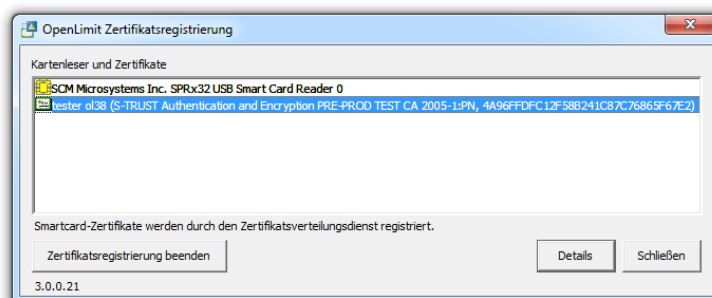 OpenLimit Zertifikatsregistrierung
Kartenleser und Zertifikate
SCM Microsystems Inc. SPRx32 USB Smart Card Reader 0
tester ol38 (S-TRUST Authentication and Encryption PRE-PROD TEST CA 2005-1:PN, 4A96FFDFC12F58B241C87C76865F67E2)
Smartcard-Zertifikate werden durch den Zertifikatsverteilungsdienst registriert.
Zertifikatsregistrierung beenden Details Schließen
3.0.0.21